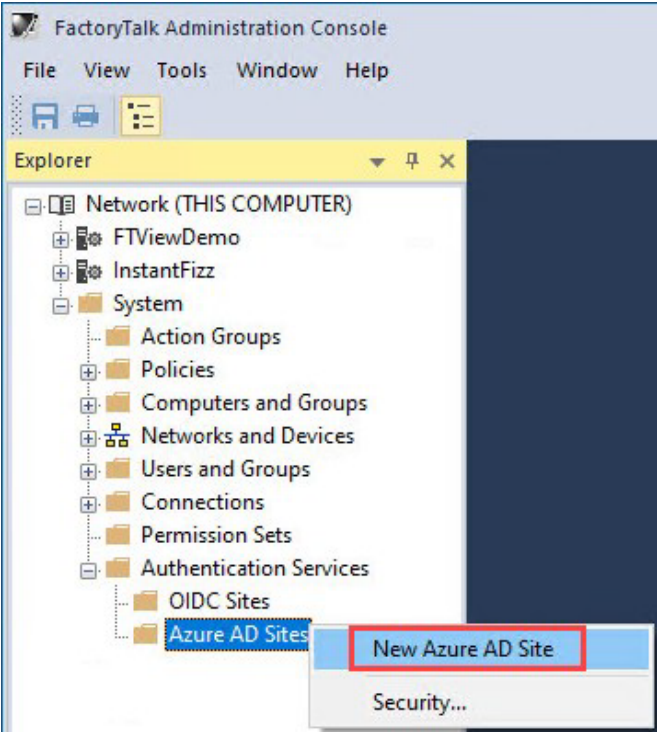 FactoryTalk Administration Console
File View Tools Window Help
Explorer
Network (THIS COMPUTER)
FTViewDemo
InstantFizz
System
Action Groups
Policies
Computers and Groups
Networks and Devices
Users and Groups
Connections
Permission Sets
Authentication Services
OIDC Sites
Azure AD Sites
New Azure AD Site
Security...